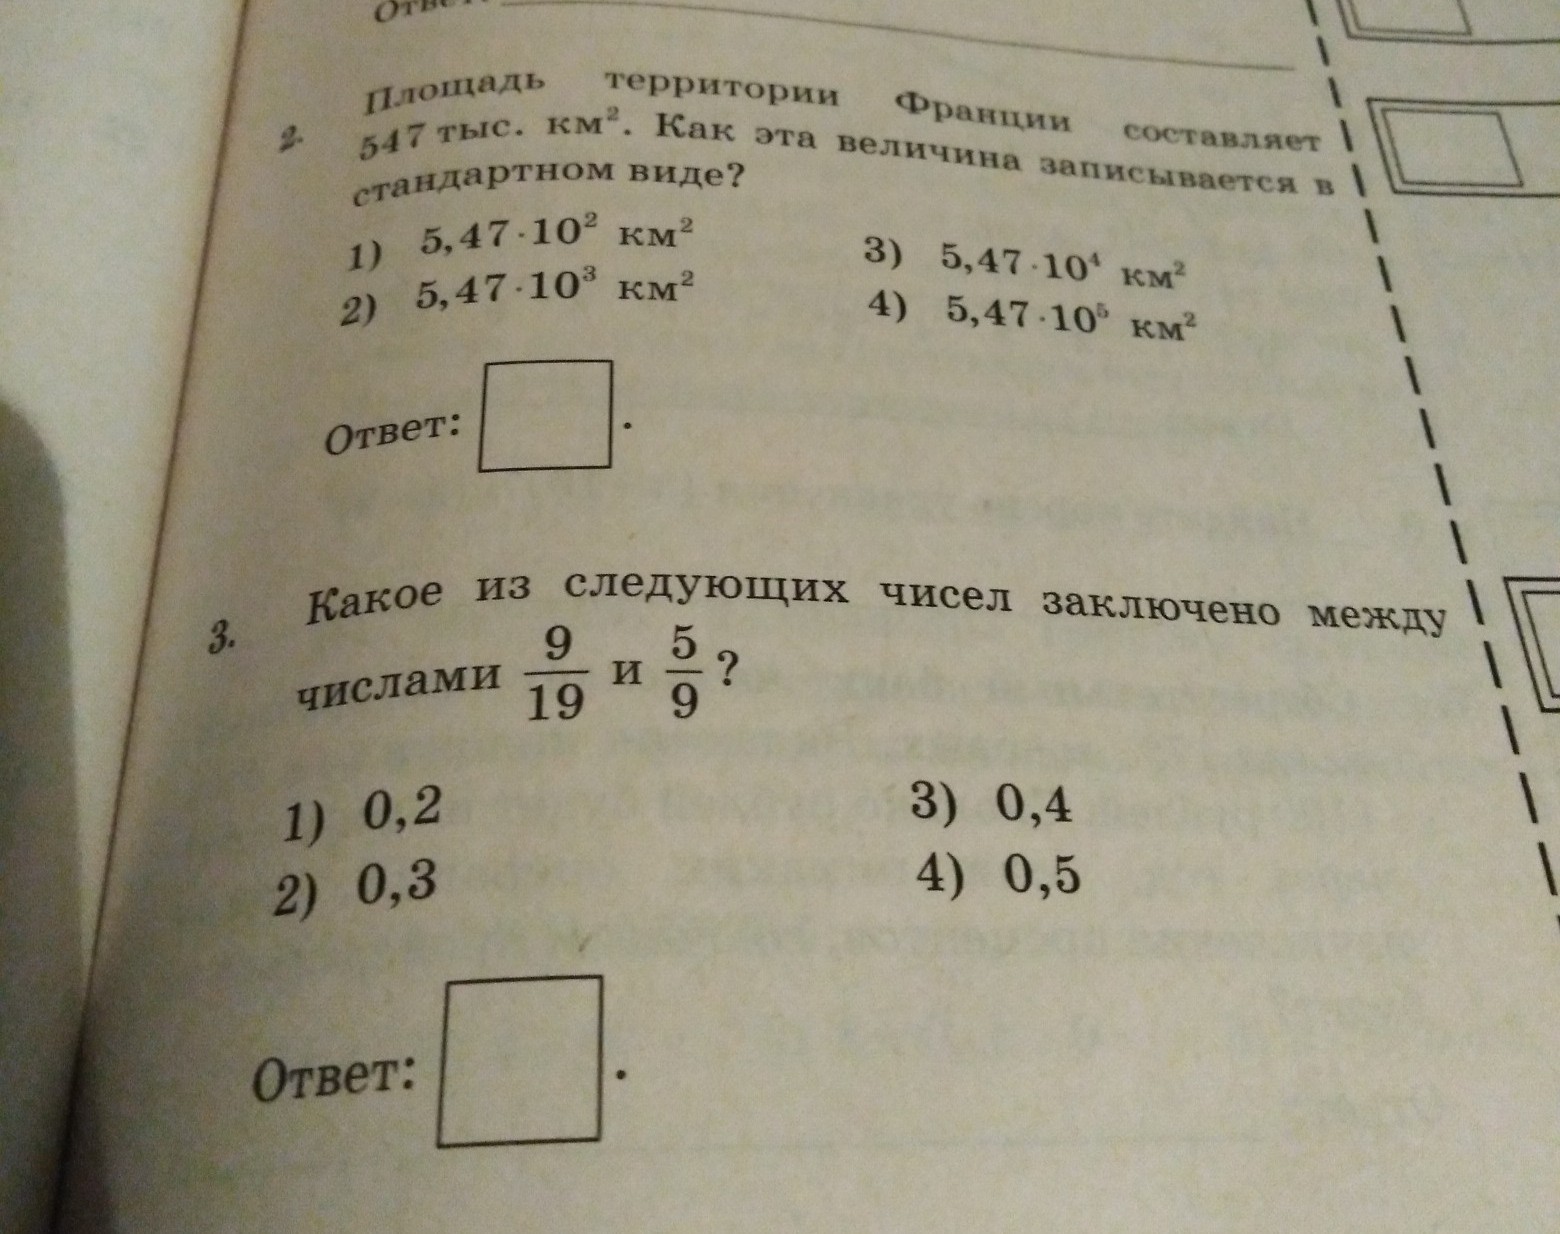 Ответ:
2. Площадь территории Франции составляет
547 тыс. км². Как эта величина записывается в
стандартном виде?
1) 5,47·10² км²
2) 5,47·10³ км²
3) 5,47·10⁴ км²
4) 5,47·10⁵ км²
Ответ: .
3. Какое из следующих чисел заключено между
числами 9/19 и 5/9?
1) 0,2
2) 0,3
3) 0,4
4) 0,5
Ответ: .